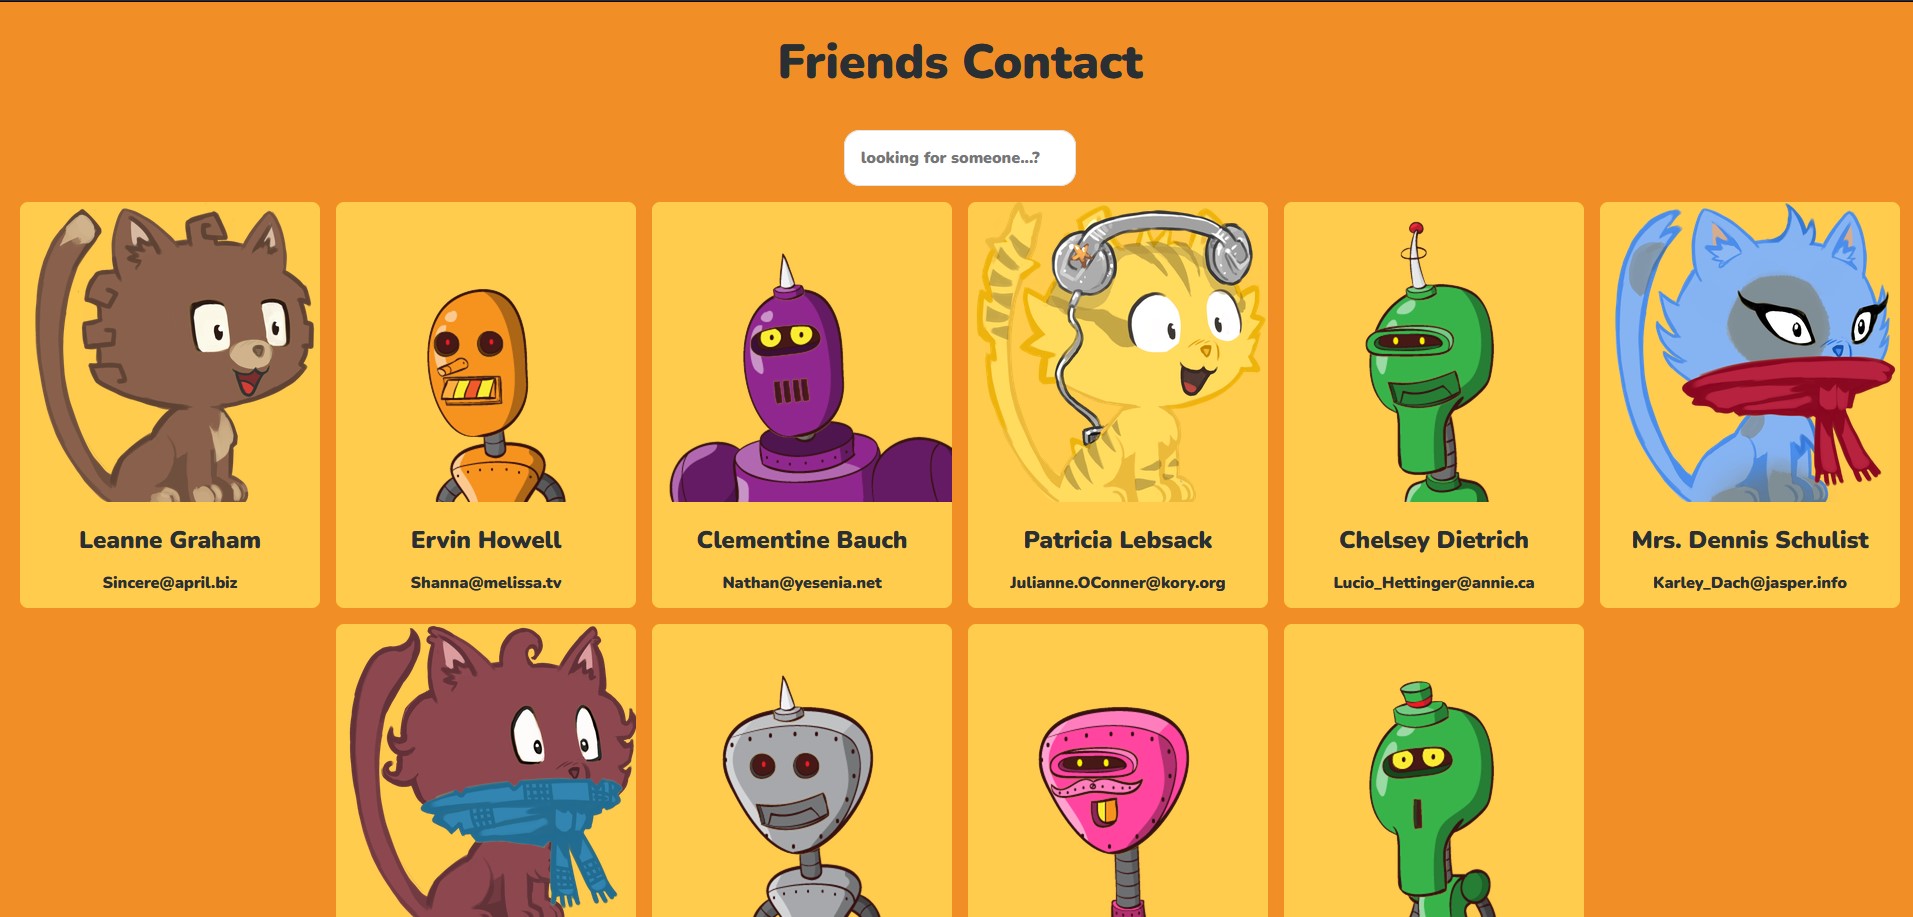 Friends Contact
looking for someone...?
Leanne Graham
Sincere@april.biz
Ervin Howell
Shanna@melissa.tv
Clementine Bauch
Nathan@yesenia.net
Patricia Lebsack
Julianne.OConner@kory.org
Chelsey Dietrich
Lucio_Hettinger@annie.ca
Mrs. Dennis Schulist
Karley_Dach@jasper.info